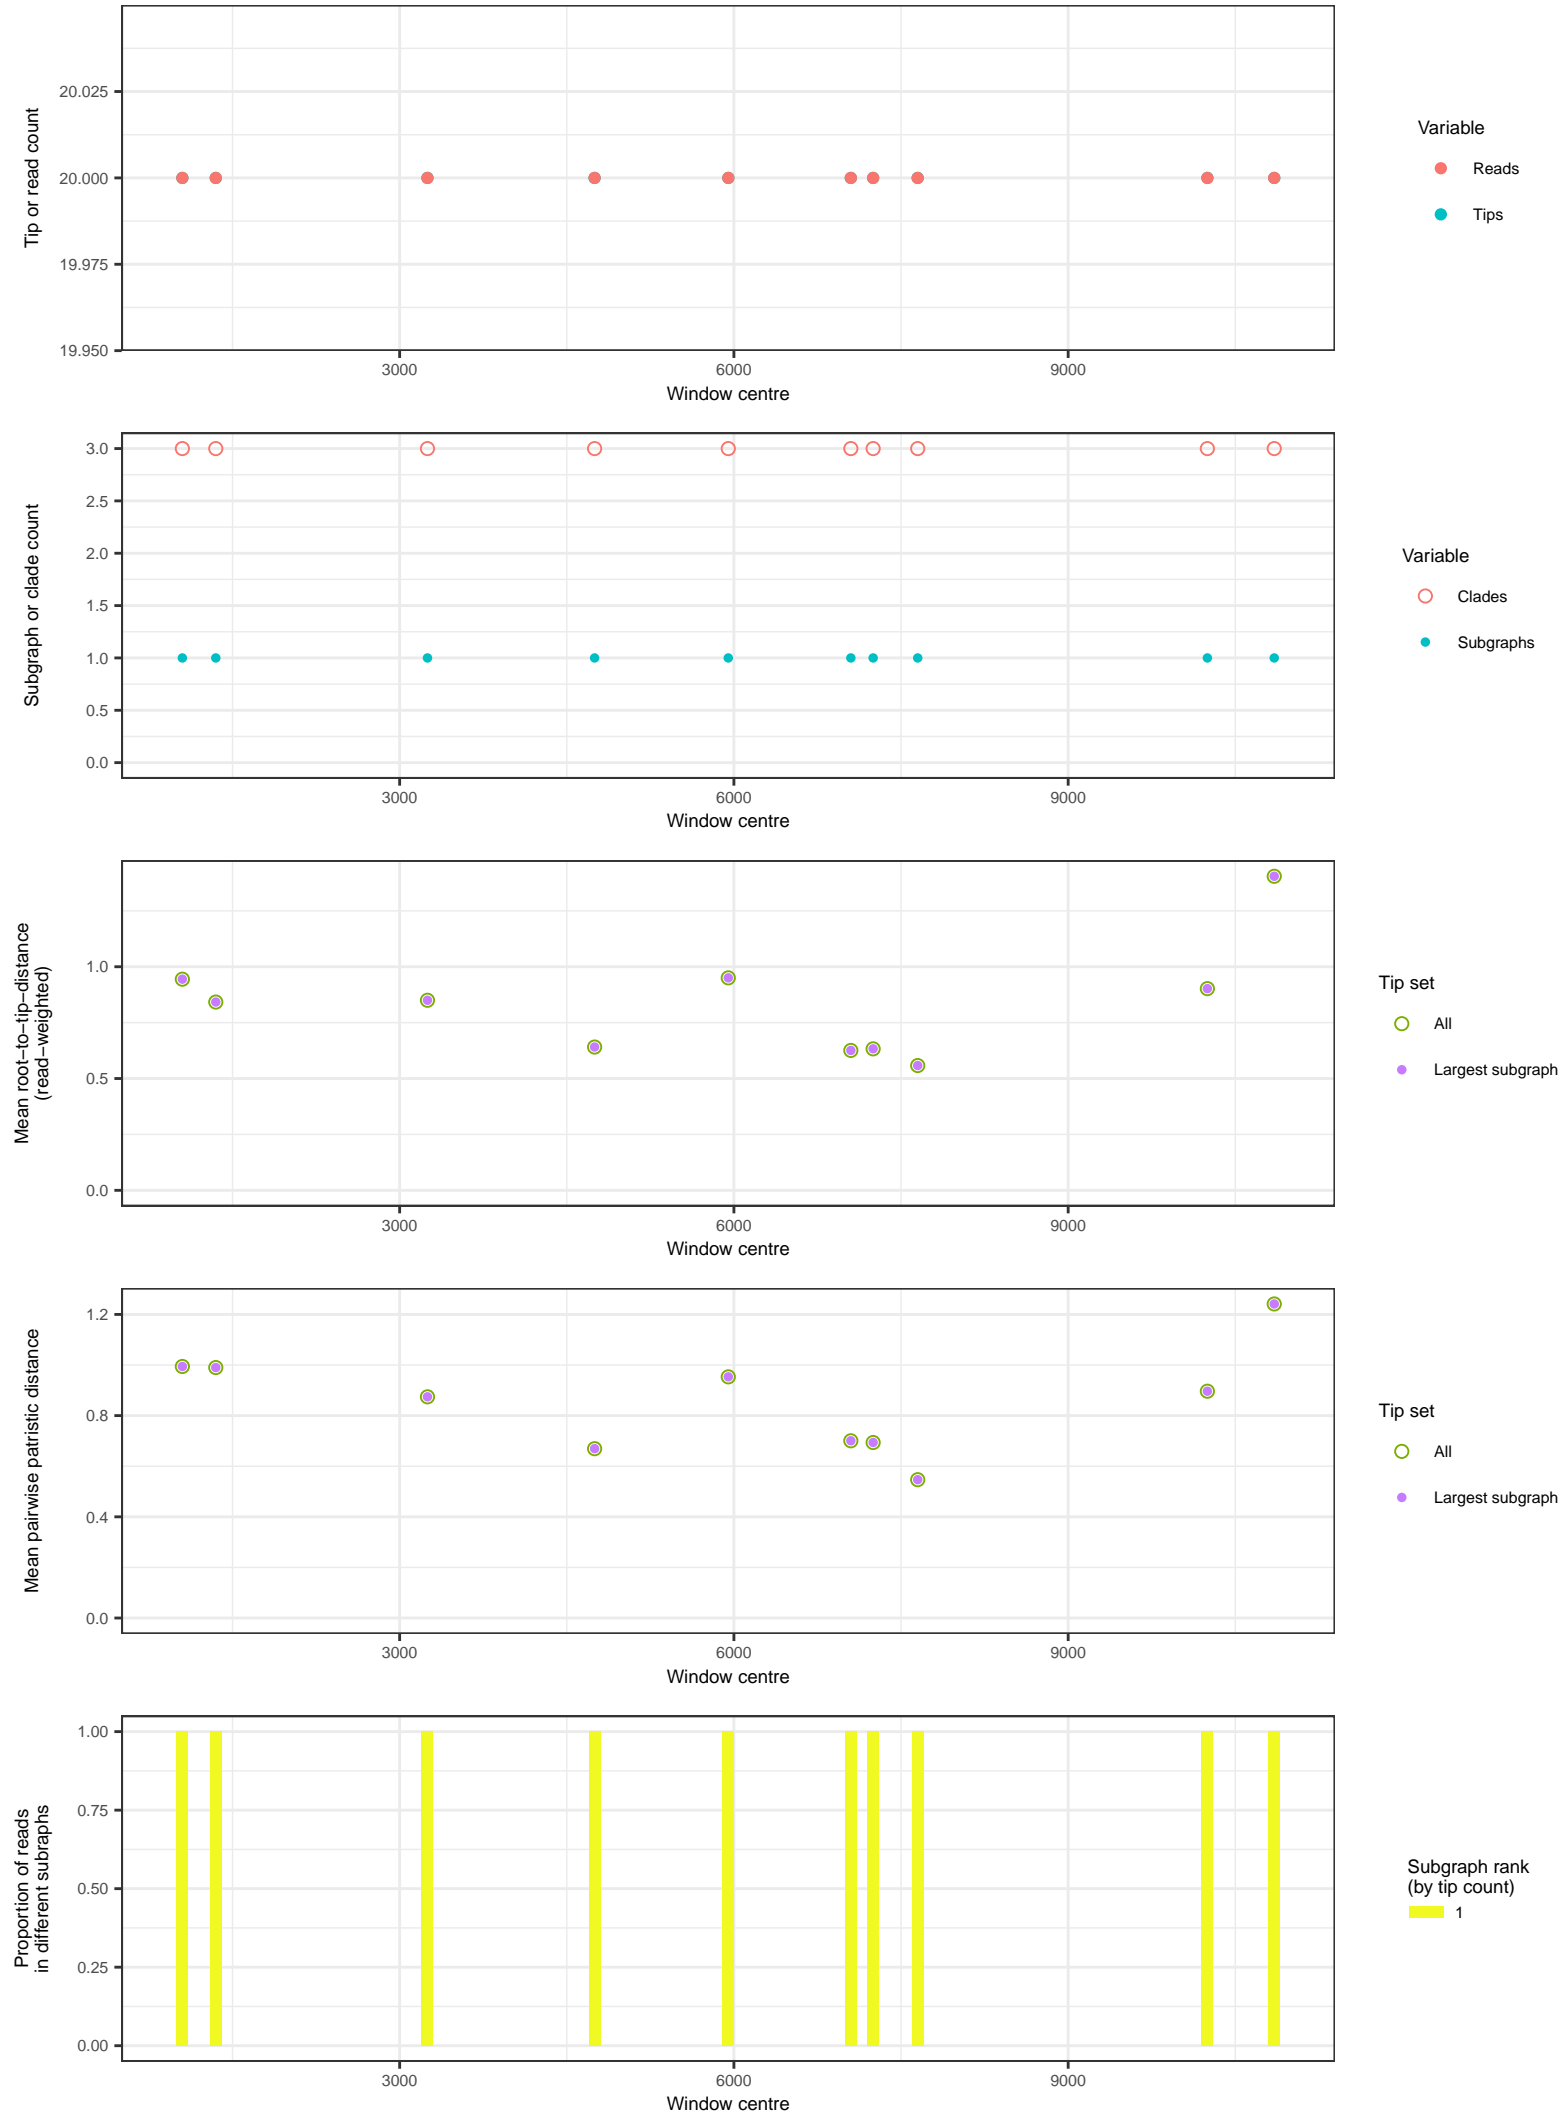 Tip or read count
20.025
20.000
19.975
19.950
3000 6000 9000
Window centre
Variable
Reads
Tips
Subgraph or clade count
3.0
2.5
2.0
1.5
1.0
0.5
0.0
3000 6000 9000
Window centre
Variable
Clades
Subgraphs
Mean root−to−tip−distance
(read−weighted)
1.0
0.5
0.0
3000 6000 9000
Window centre
Tip set
All
Largest subgraph
Mean pairwise patristic distance
1.2
0.8
0.4
0.0
3000 6000 9000
Window centre
Tip set
All
Largest subgraph
Proportion of reads
in different subraphs
1.00
0.75
0.50
0.25
0.00
3000 6000 9000
Window centre
Subgraph rank
(by tip count)
1